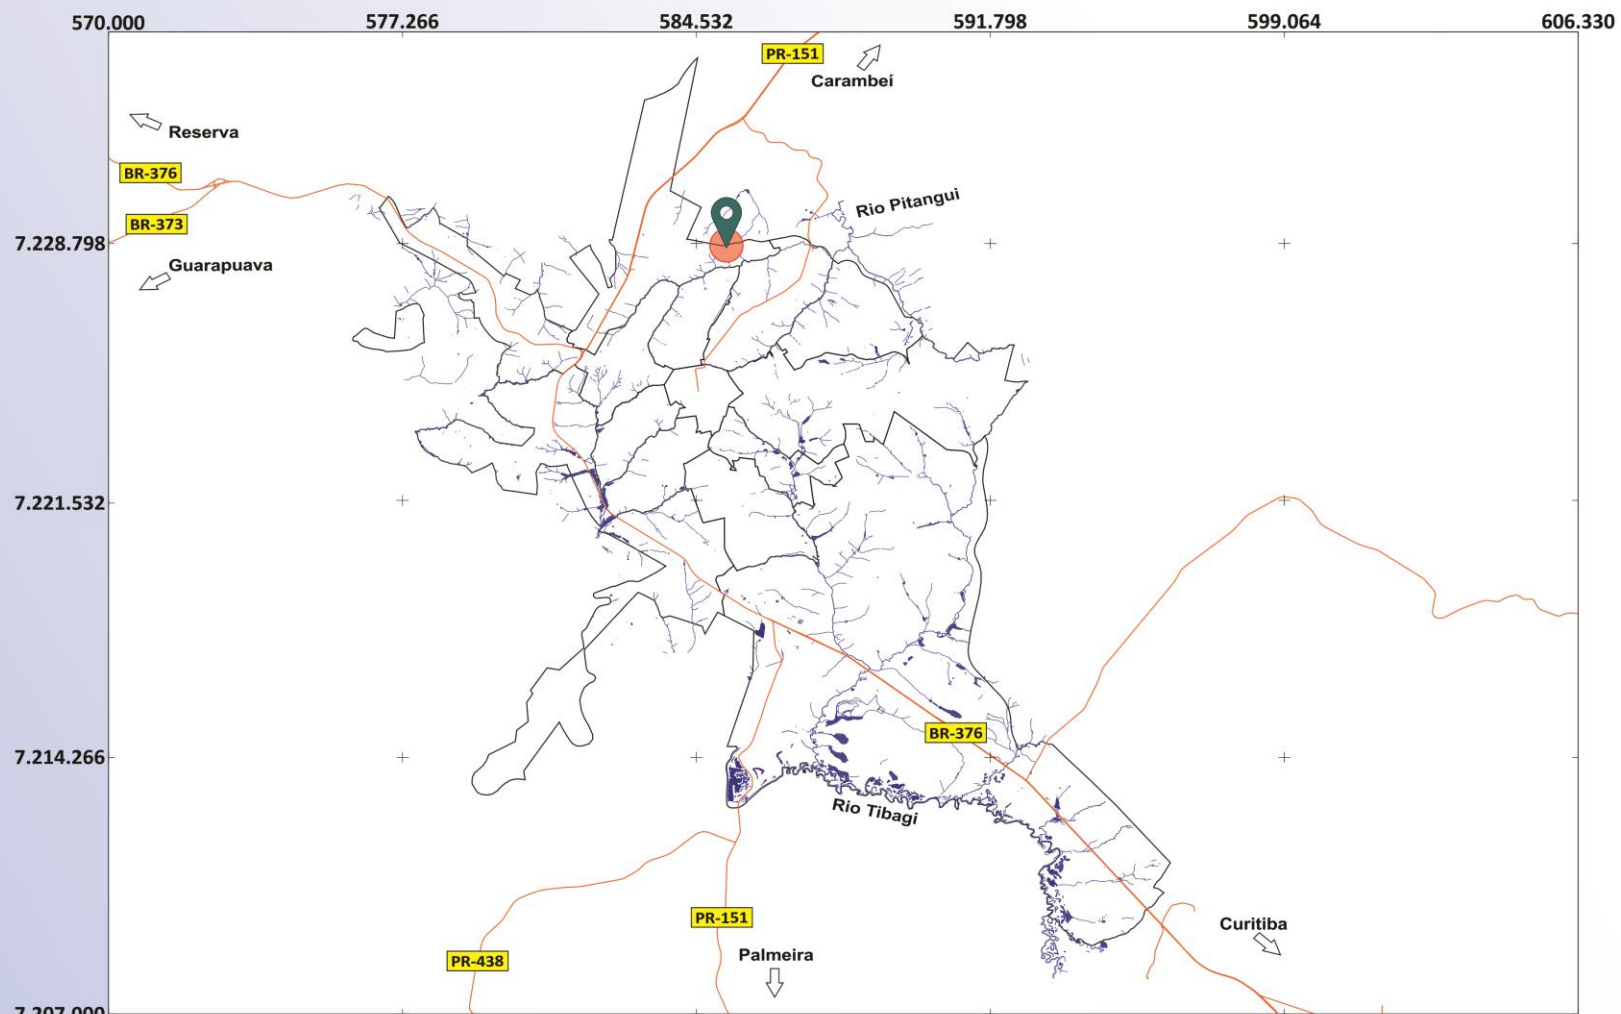 570.000 577.266 584.532 591.798 599.064 606.330
PR-151
Carambeí
Reserva
BR-376
Rio Pitangui
BR-373
7.228.798
Guarapuava
7.221.532
BR-376
7.214.266
Rio Tibagi
PR-151
Curitiba
PR-438
Palmeira
7.207.000